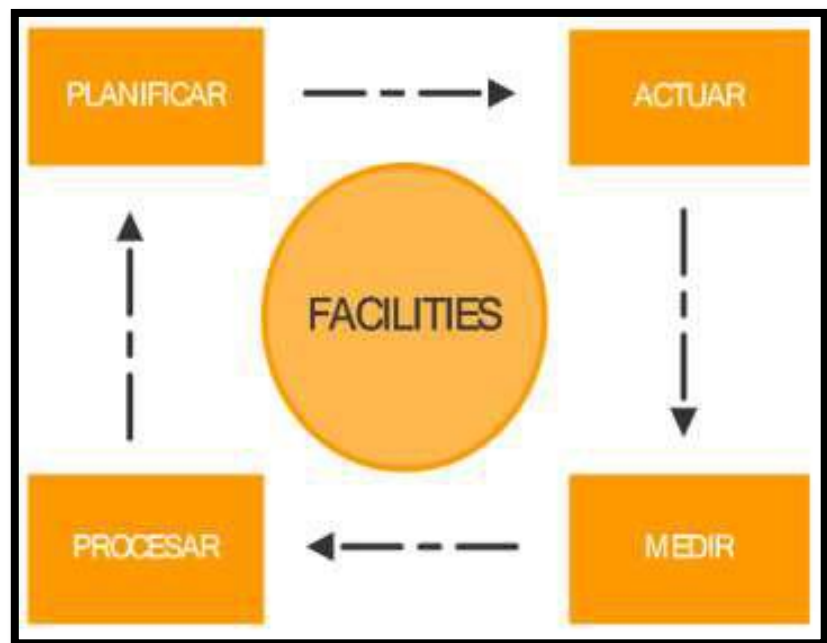 PLANIFICAR
ACTUAR
FACILITIES
PROCESAR
MEDIR